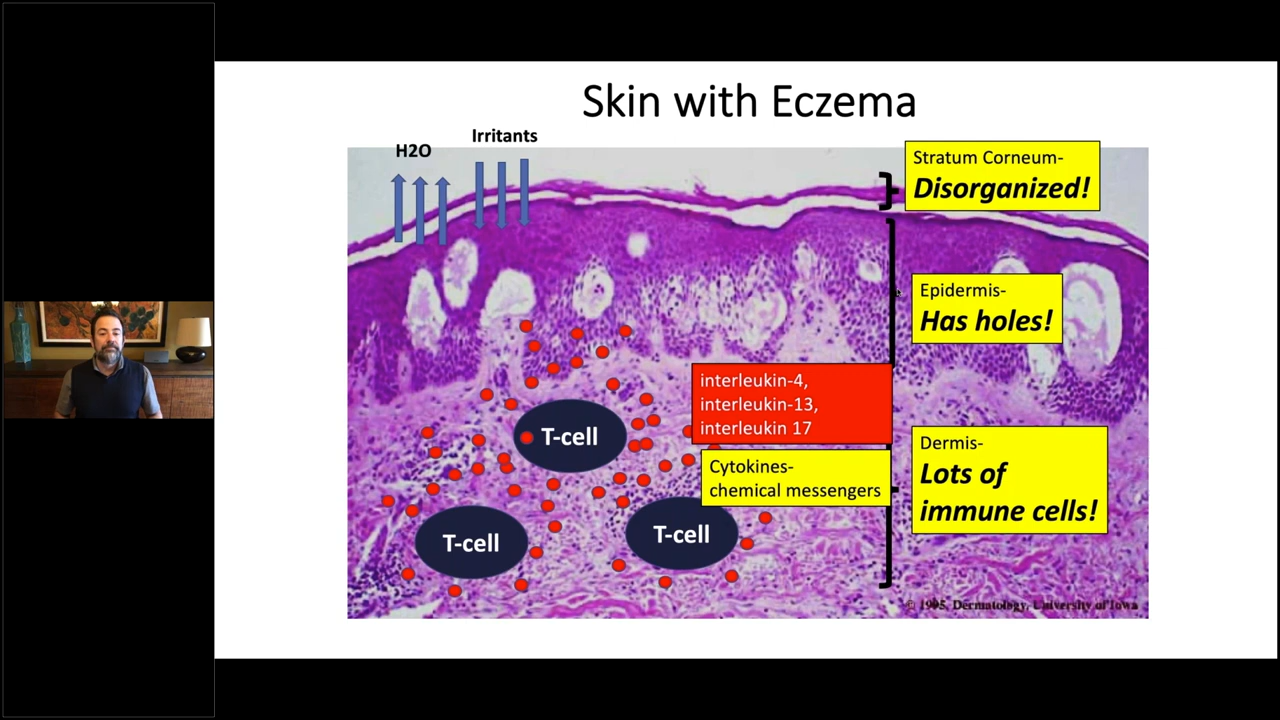 Skin with Eczema
H2O
Irritants
Stratum Corneum-
Disorganized!
Epidermis-
Has holes!
interleukin-4,
interleukin-13,
interleukin 17
T-cell
Cytokines-
chemical messengers
Dermis-
Lots of
immune cells!
T-cell
T-cell
© 1995, Dermatology, University of Iowa